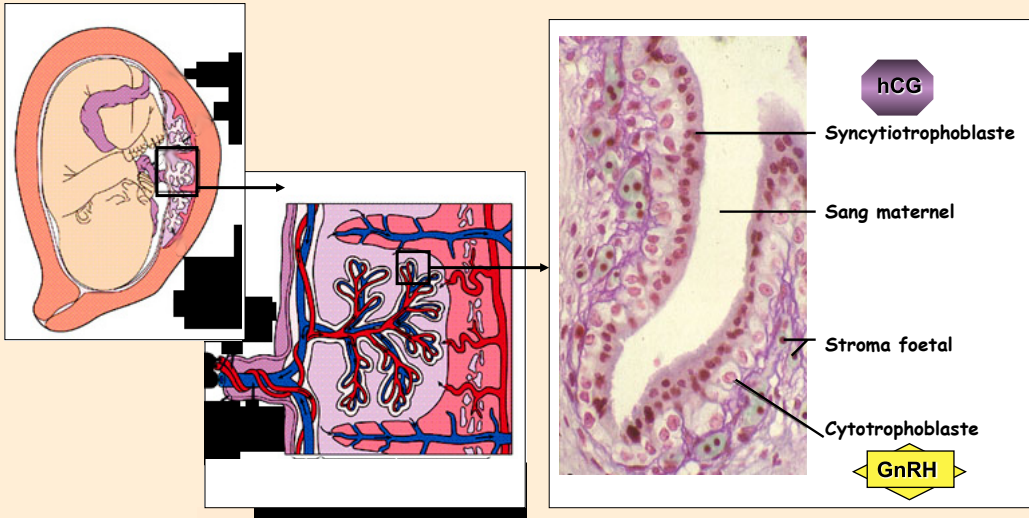 hCG
Syncytiotrophoblaste
Sang maternel
Stroma foetal
Cytotrophoblaste
GnRH